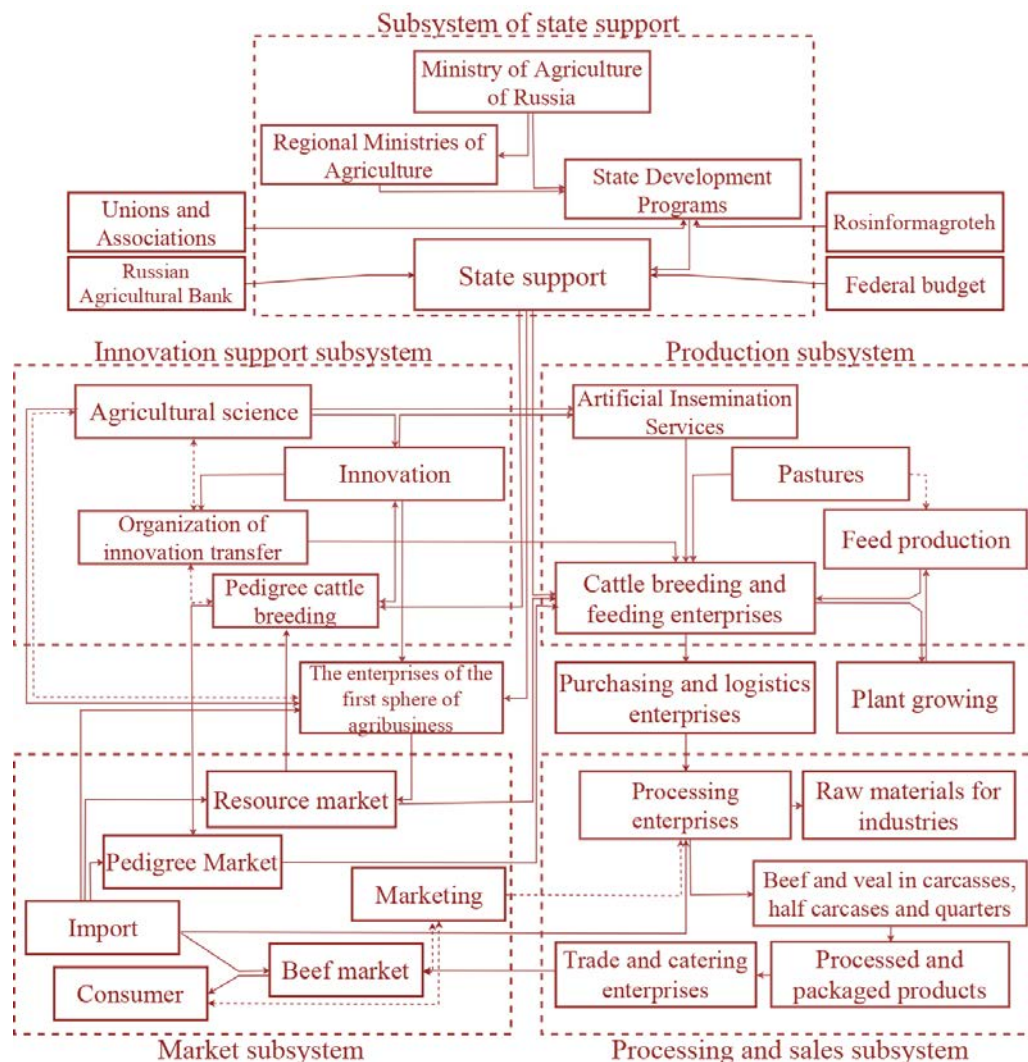 Subsystem of state support
Ministry of Agriculture
of Russia
Regional Ministries of
Agriculture
State Development
Programs
Unions and
Associations
Rosinformagroteh
Russian
Agricultural Bank
State support
Federal budget
Innovation support subsystem
Production subsystem
Agricultural science
Artificial Insemination
Services
Innovation
Pastures
Organization of
innovation transfer
Feed production
Pedigree cattle
breeding
Cattle breeding and
feeding enterprises
The enterprises of the
first sphere of
agribusiness
Purchasing and logistics
enterprises
Plant growing
Resource market
Processing
enterprises
Raw materials for
industries
Pedigree Market
Marketing
Beef and veal in carcasses,
half carcases and quarters
Import
Beef market
Trade and catering
enterprises
Processed and
packaged products
Consumer
Market subsystem
Processing and sales subsystem